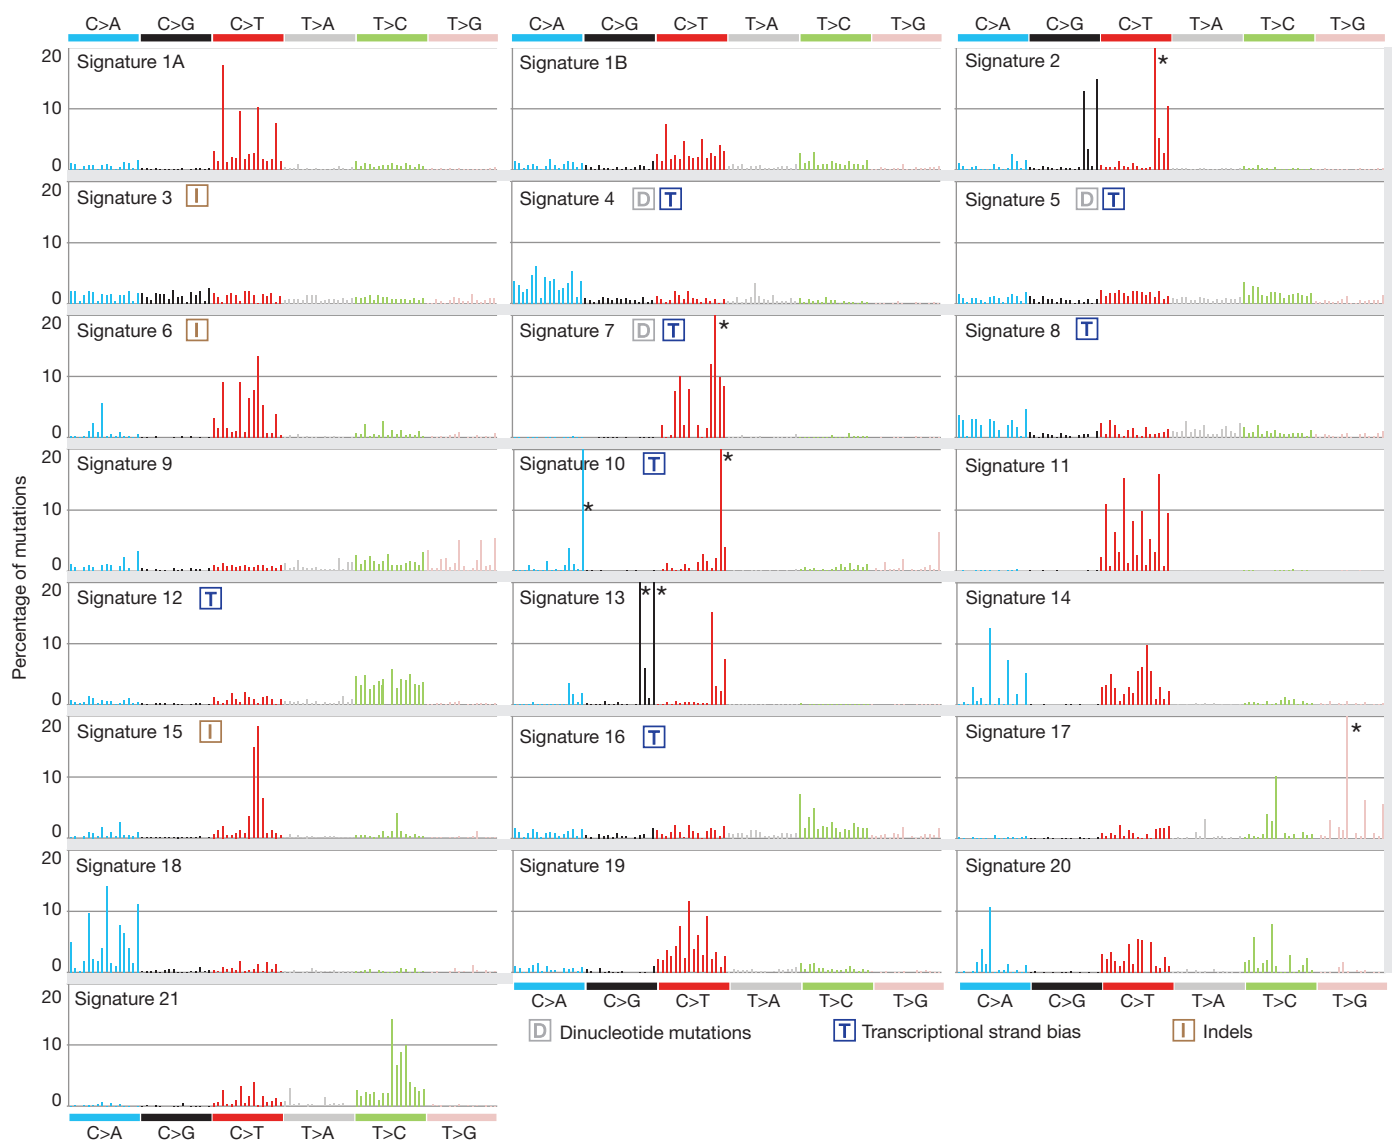 C>A C>G C>T T>A T>C T>G C>A C>G C>T T>A T>C T>G C>A C>G C>T T>A T>C T>G
Percentage of mutations
20 Signature 1A Signature 1B Signature 2 *
10
0
20 Signature 3 I Signature 4 D T Signature 5 D T
10
0
20 Signature 6 I Signature 7 D T * Signature 8 T
10
0
20 Signature 9 Signature 10 T * * Signature 11
10
0
20 Signature 12 T Signature 13 * * Signature 14
10
0
20 Signature 15 I Signature 16 T Signature 17 *
10
0
20 Signature 18 Signature 19 Signature 20
10
0
20 Signature 21
10
0
C>A C>G C>T T>A T>C T>G C>A C>G C>T T>A T>C T>G
D Dinucleotide mutations T Transcriptional strand bias I Indels
C>A C>G C>T T>A T>C T>G